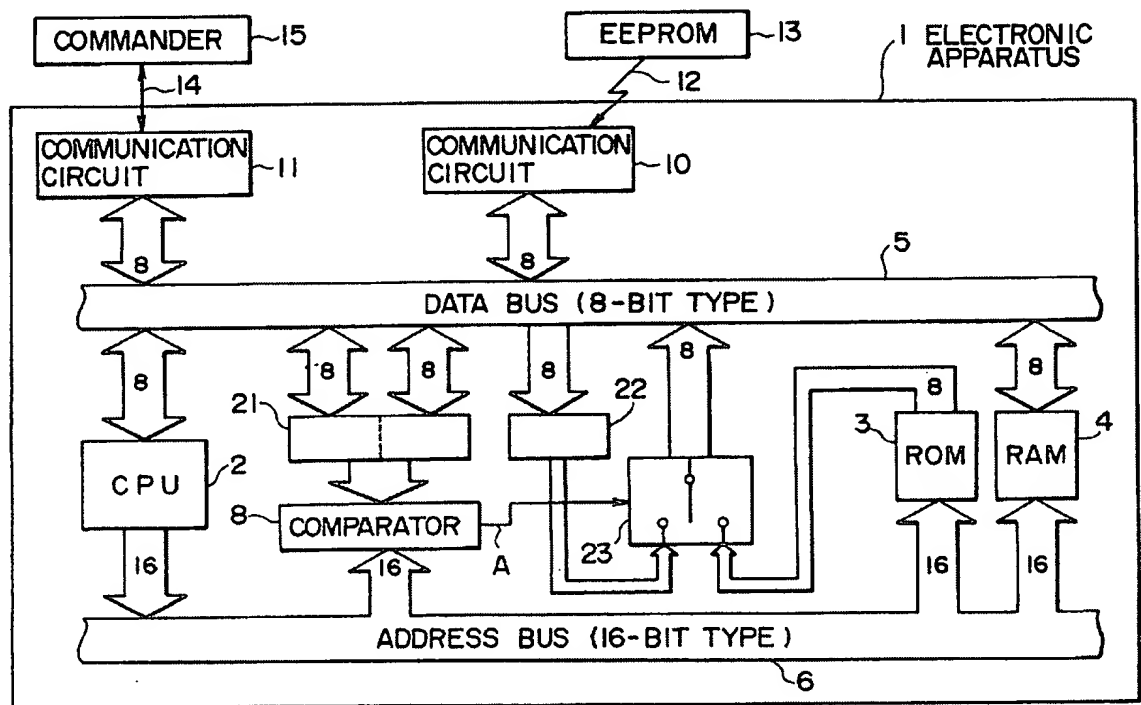 COMMANDER
15
EEPROM
13
1 ELECTRONIC
APPARATUS
14
12
COMMUNICATION
CIRCUIT
11
COMMUNICATION
CIRCUIT
10
8
8
5
DATA BUS (8-BIT TYPE)
8
8
8
8
8
8
8
21
22
3
4
CPU
2
ROM
RAM
8
COMPARATOR
A
23
16
16
16
16
ADDRESS BUS (16-BIT TYPE)
6